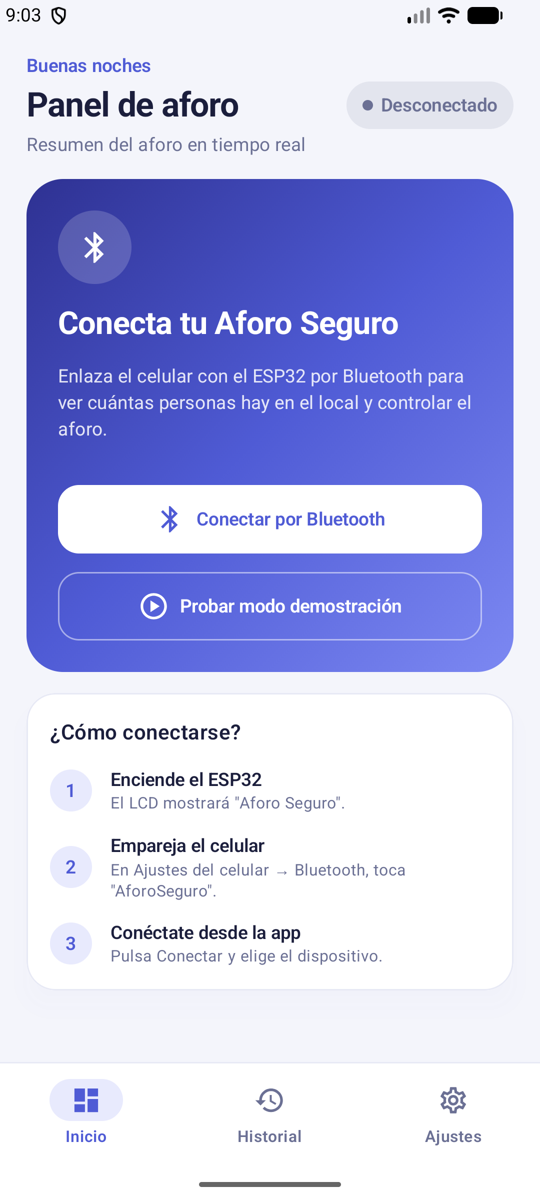 9:03
Buenas noches
Panel de aforo
Desconectado
Resumen del aforo en tiempo real
Conecta tu Aforo Seguro
Enlaza el celular con el ESP32 por Bluetooth para
ver cuántas personas hay en el local y controlar el
aforo.
Conectar por Bluetooth
Probar modo demostración
¿Cómo conectarse?
1
Enciende el ESP32
El LCD mostrará "Aforo Seguro".
2
Empareja el celular
En Ajustes del celular → Bluetooth, toca
"AforoSeguro".
3
Conéctate desde la app
Pulsa Conectar y elige el dispositivo.
Inicio
Historial
Ajustes